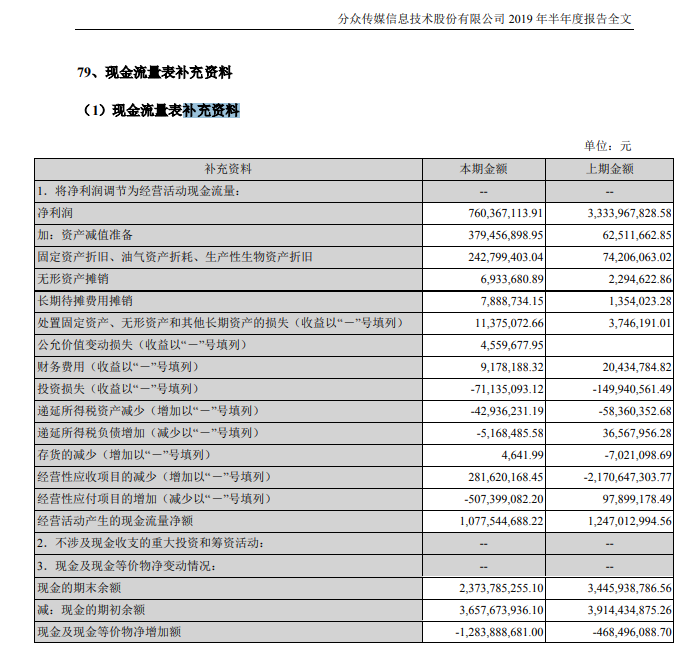 分众传媒信息技术股份有限公司 2019 年半年度报告全文
79、现金流量表补充资料
（1）现金流量表补充资料
单位：元
补充资料 本期金额 上期金额
1．将净利润调节为经营活动现金流量： -- --
净利润 760,367,113.91 3,333,967,828.58
加：资产减值准备 379,456,898.95 62,511,662.85
固定资产折旧、油气资产折耗、生产性生物资产折旧 242,799,403.04 74,206,063.02
无形资产摊销 6,933,680.89 2,294,622.86
长期待摊费用摊销 7,888,734.15 1,354,023.28
处置固定资产、无形资产和其他长期资产的损失（收益以“－”号填列） 11,375,072.66 3,746,191.01
公允价值变动损失（收益以“－”号填列） 4,559,677.95
财务费用（收益以“－”号填列） 9,178,188.32 20,434,784.82
投资损失（收益以“－”号填列） -71,135,093.12 -149,940,561.49
递延所得税资产减少（增加以“－”号填列） -42,936,231.19 -58,360,352.68
递延所得税负债增加（减少以“－”号填列） -5,168,485.58 36,567,956.28
存货的减少（增加以“－”号填列） 4,641.99 -7,021,098.69
经营性应收项目的减少（增加以“－”号填列） 281,620,168.45 -2,170,647,303.77
经营性应付项目的增加（减少以“－”号填列） -507,399,082.20 97,899,178.49
经营活动产生的现金流量净额 1,077,544,688.22 1,247,012,994.56
2．不涉及现金收支的重大投资和筹资活动： -- --
3．现金及现金等价物净变动情况： -- --
现金的期末余额 2,373,785,255.10 3,445,938,786.56
减：现金的期初余额 3,657,673,936.10 3,914,434,875.26
现金及现金等价物净增加额 -1,283,888,681.00 -468,496,088.70